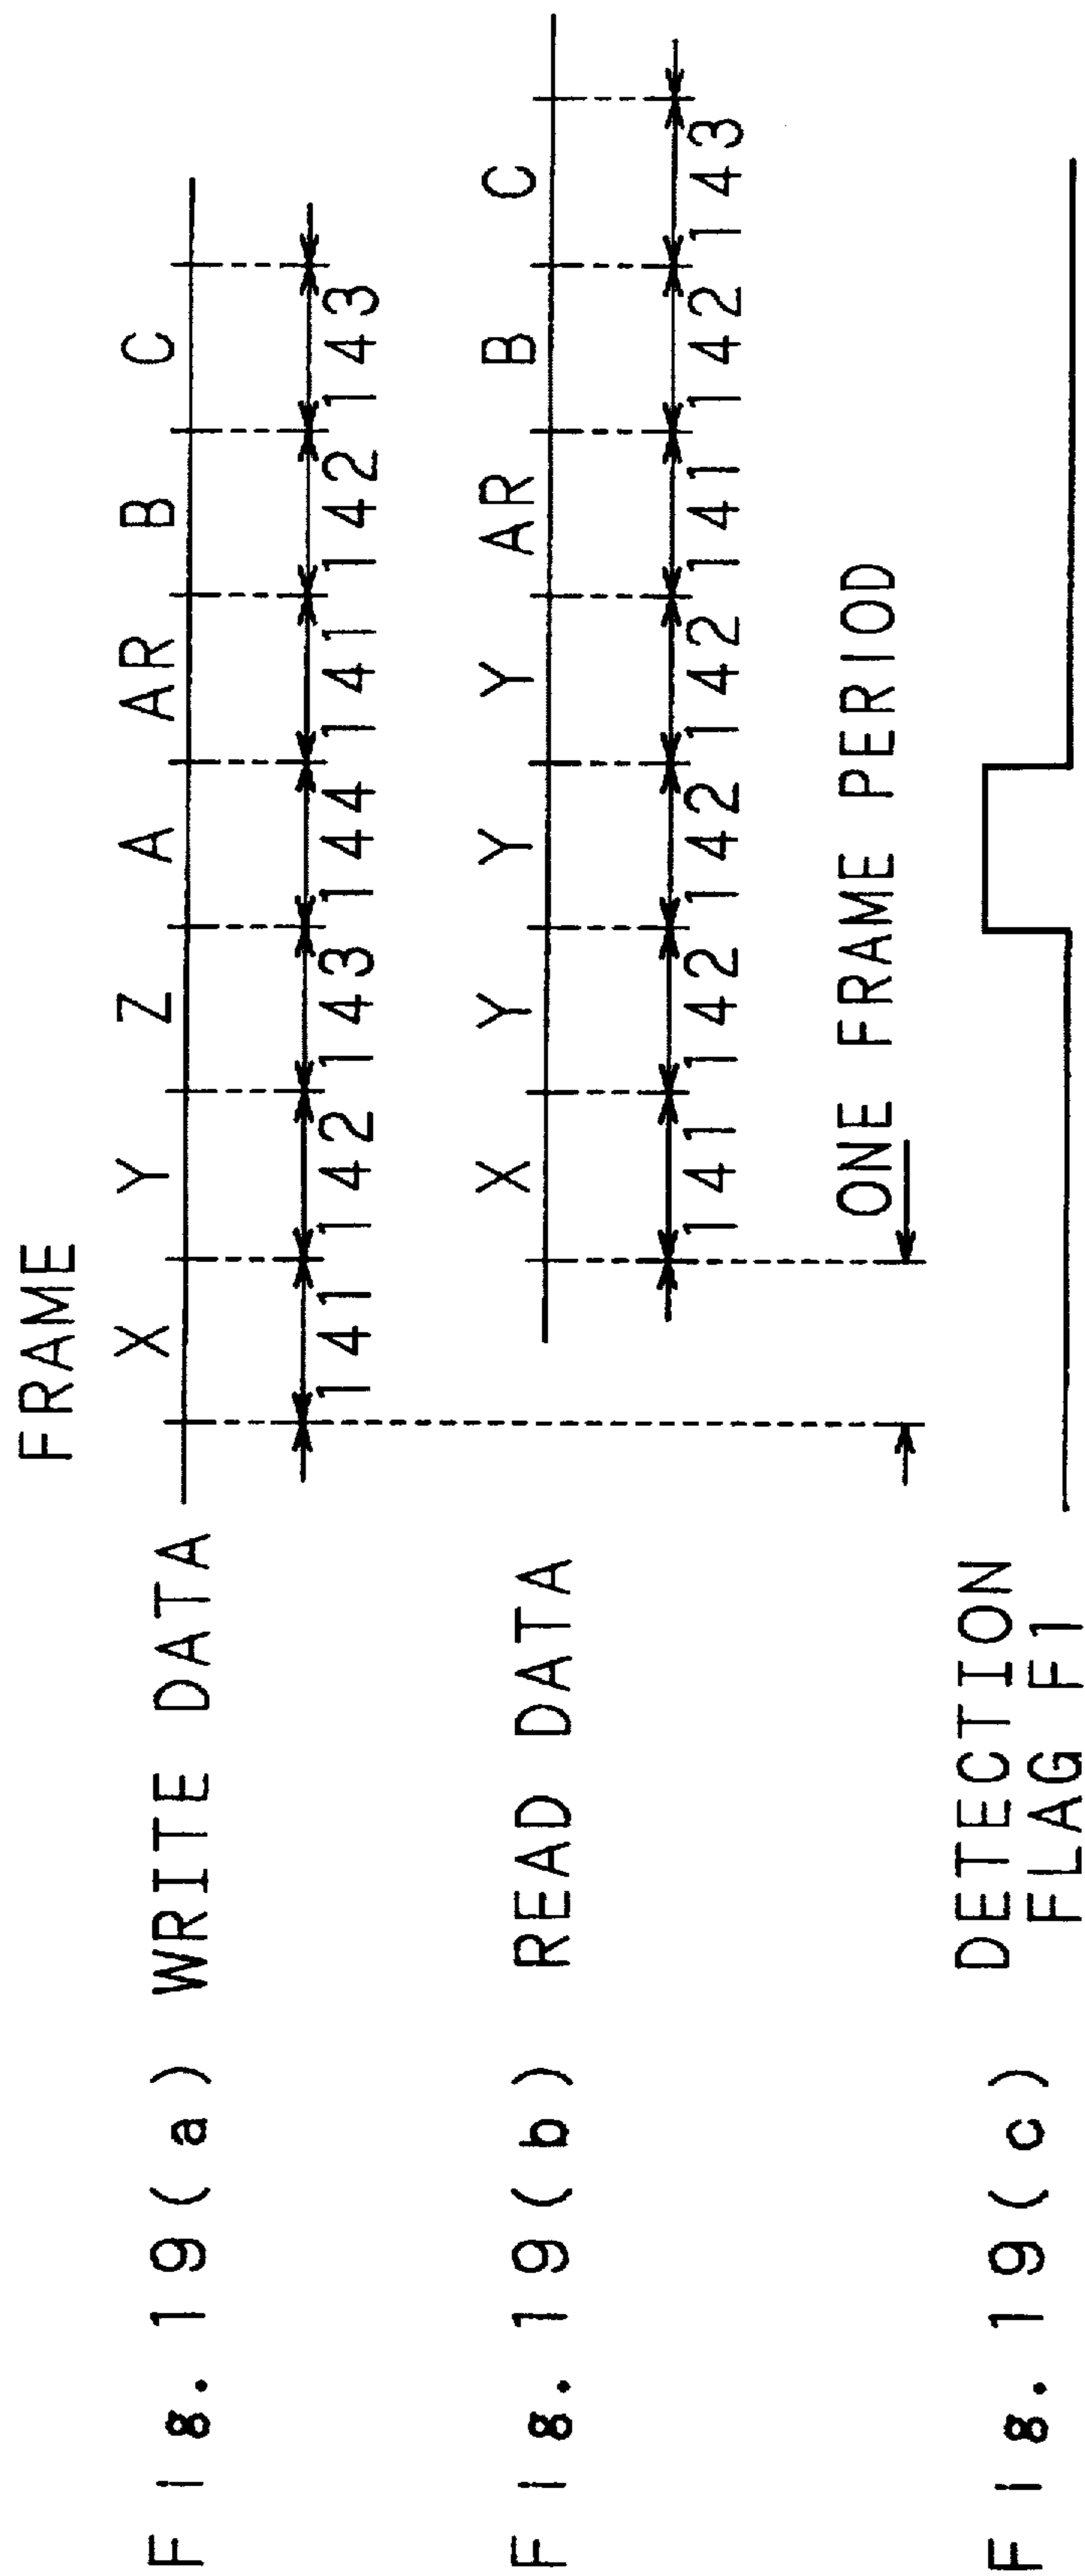 FRAME
X Y Z A AR B C
Fig. 19(a) WRITE DATA
141 142 143 144 141 142 143
X Y Y Y AR B C
Fig. 19(b) READ DATA
141 142 142 142 141 142 143
ONE FRAME PERIOD
Fig. 19(c) DETECTION
FLAG F1